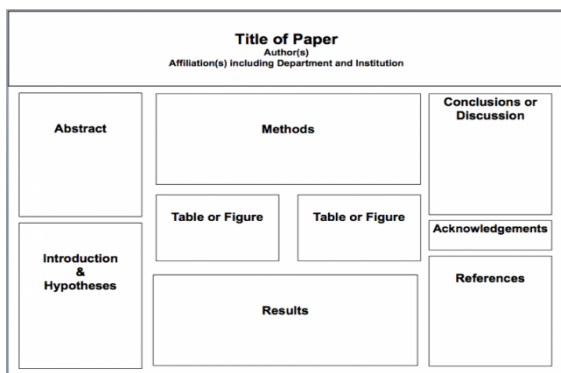 Title of Paper
Author(s)
Affiliation(s) including Department and Institution
Abstract
Introduction
&
Hypotheses
Methods
Table or Figure
Table or Figure
Results
Conclusions or
Discussion
Acknowledgements
References